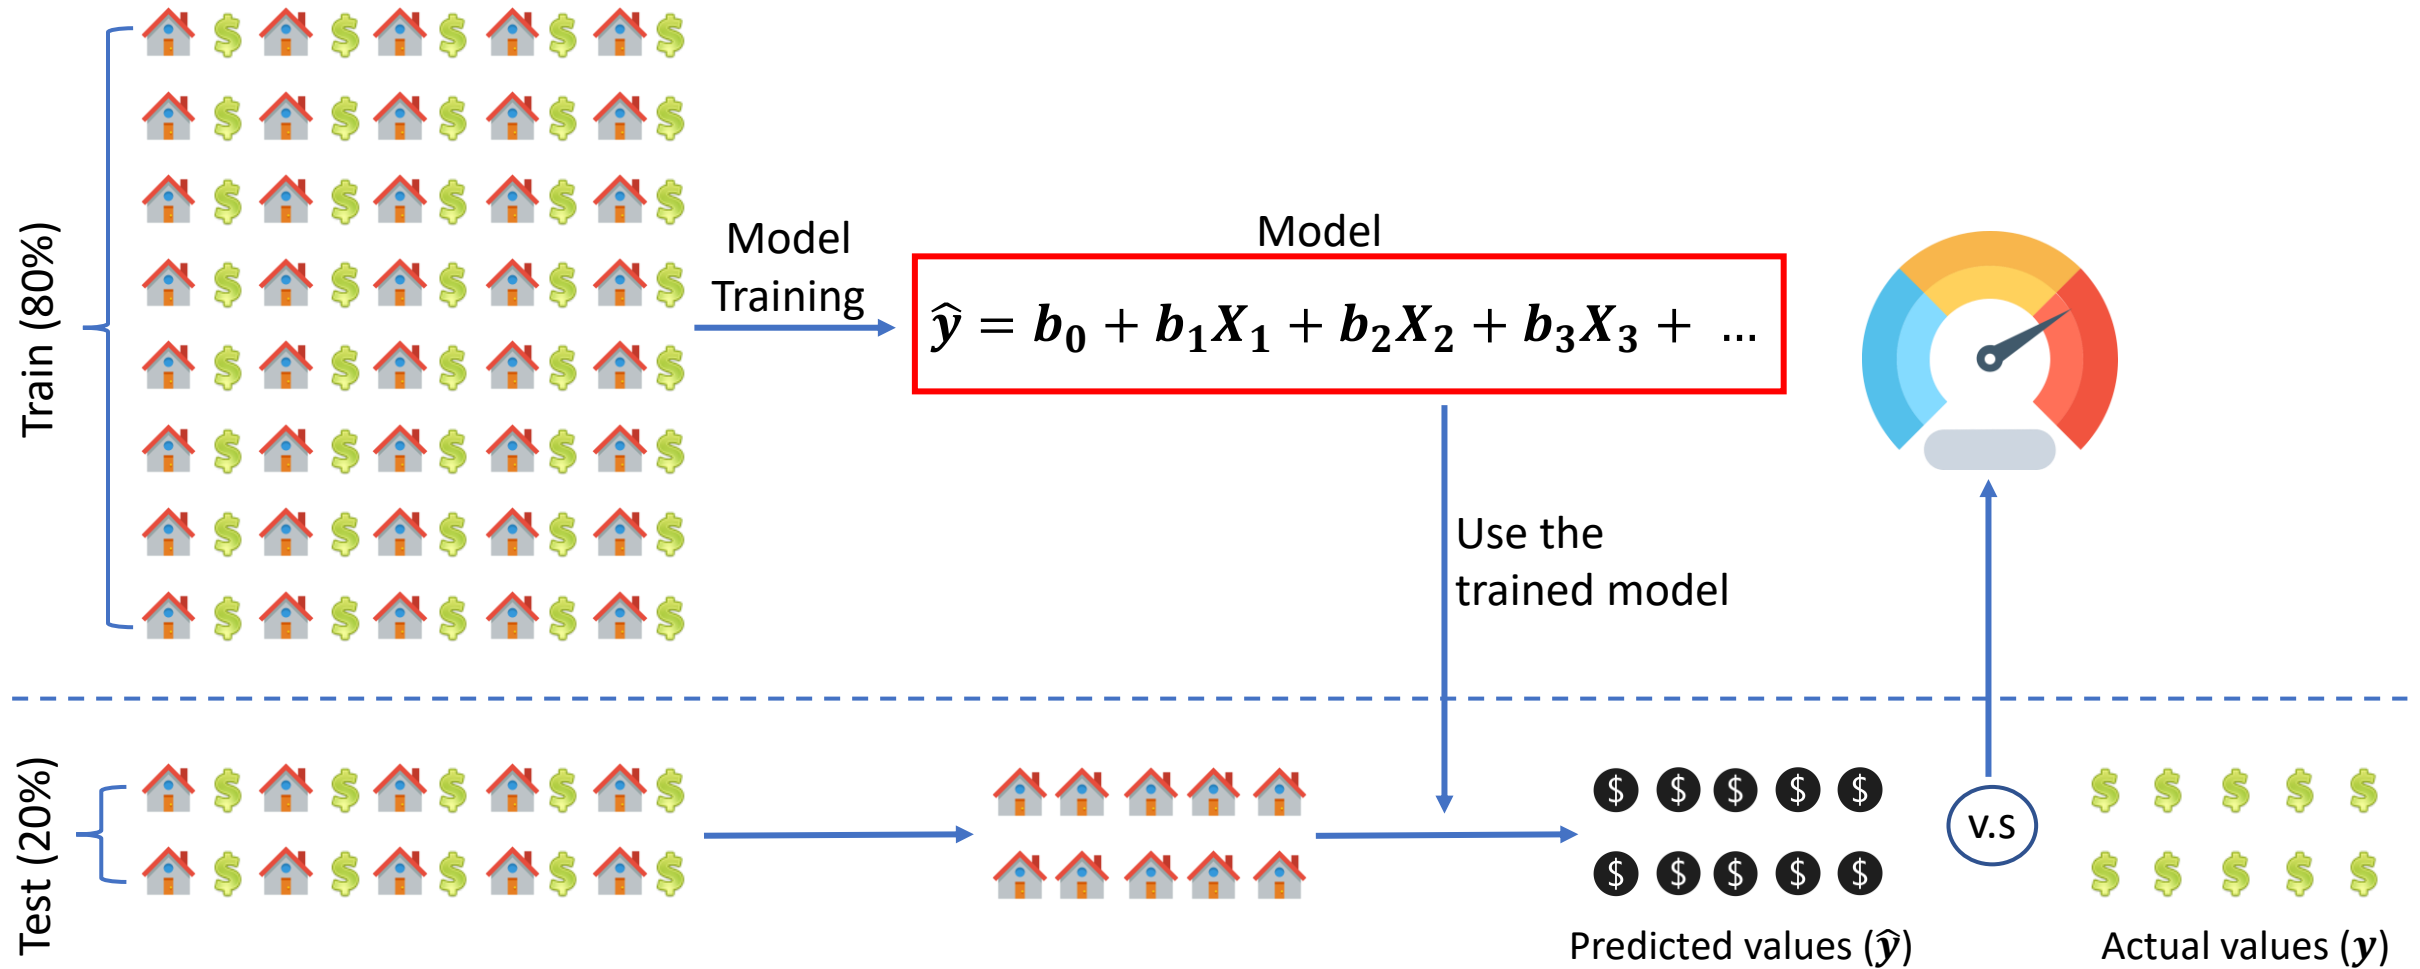 Train (80%)
Model
Training
Model
ŷ = b₀ + b₁X₁ + b₂X₂ + b₃X₃ + ...
Use the
trained model
Test (20%)
$ $ $ $ $
v.s
$ $ $ $ $
Predicted values (ŷ)
Actual values (y)